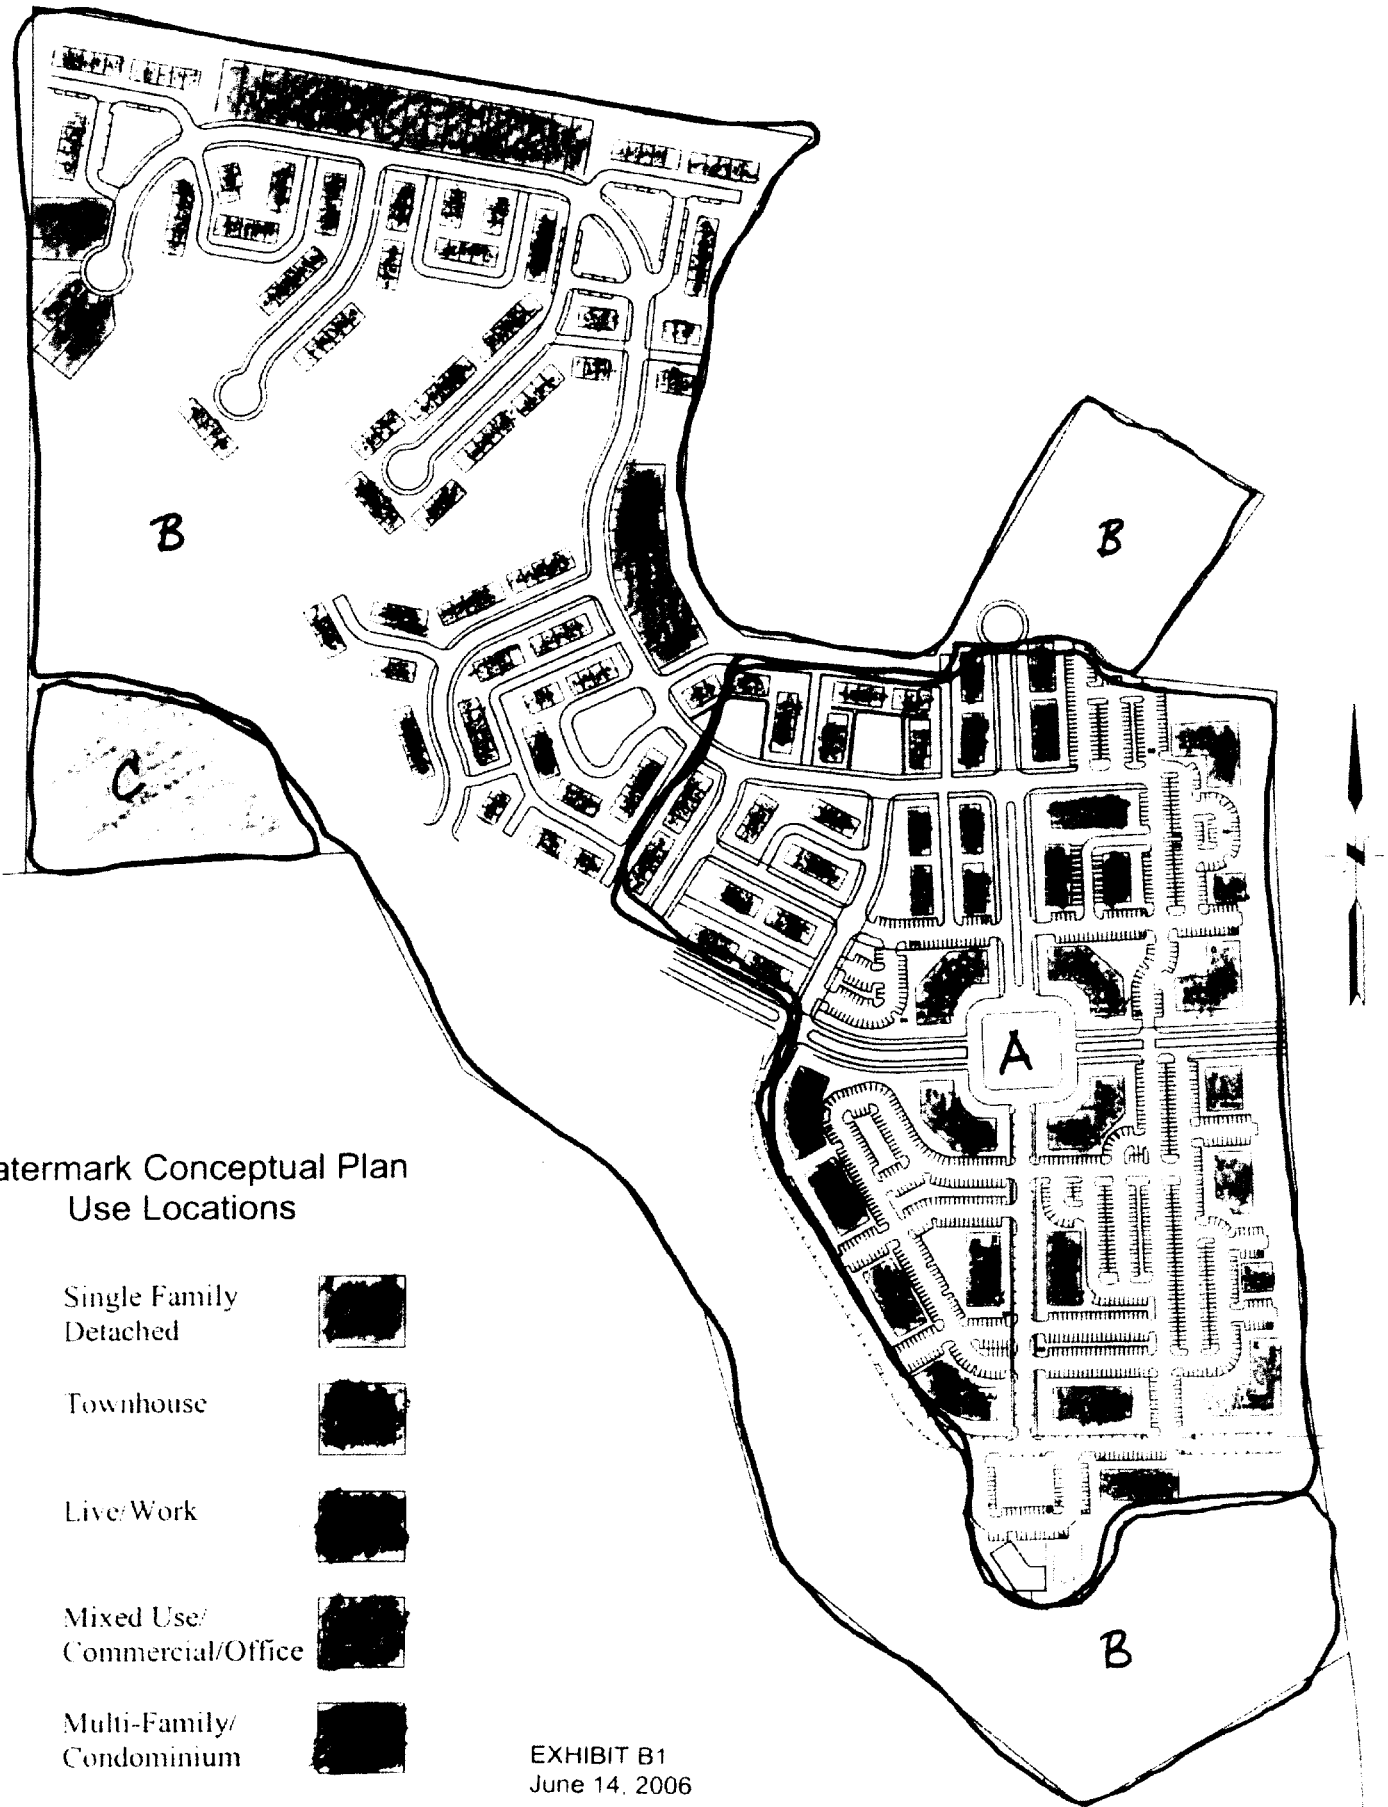 B
B
C
A
atermark Conceptual Plan
Use Locations
Single Family
Detached
Townhouse
Live/Work
Mixed Use/
Commercial/Office
Multi-Family/
Condominium
B
EXHIBIT B1
June 14, 2006